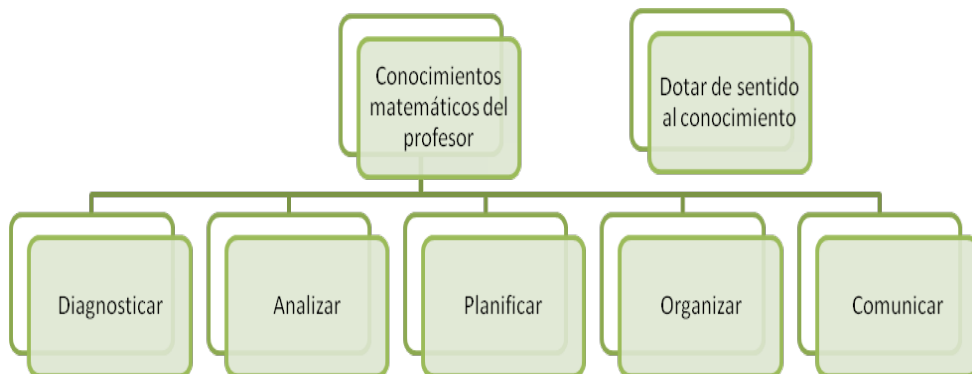 Conocimientos
matemáticos del
profesor
Dotar de sentido
al conocimiento
Diagnosticar
Analizar
Planificar
Organizar
Comunicar